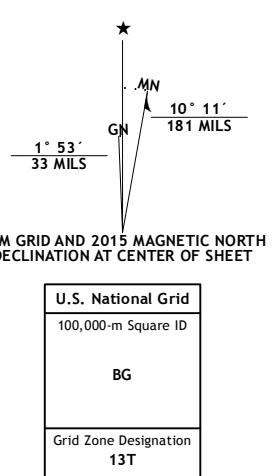 ★
MN
GN
10° 11´
181 MILS
1° 53´
33 MILS
M GRID AND 2015 MAGNETIC NORTH
DECLINATION AT CENTER OF SHEET
U.S. National Grid
100,000-m Square ID
BG
Grid Zone Designation
13T